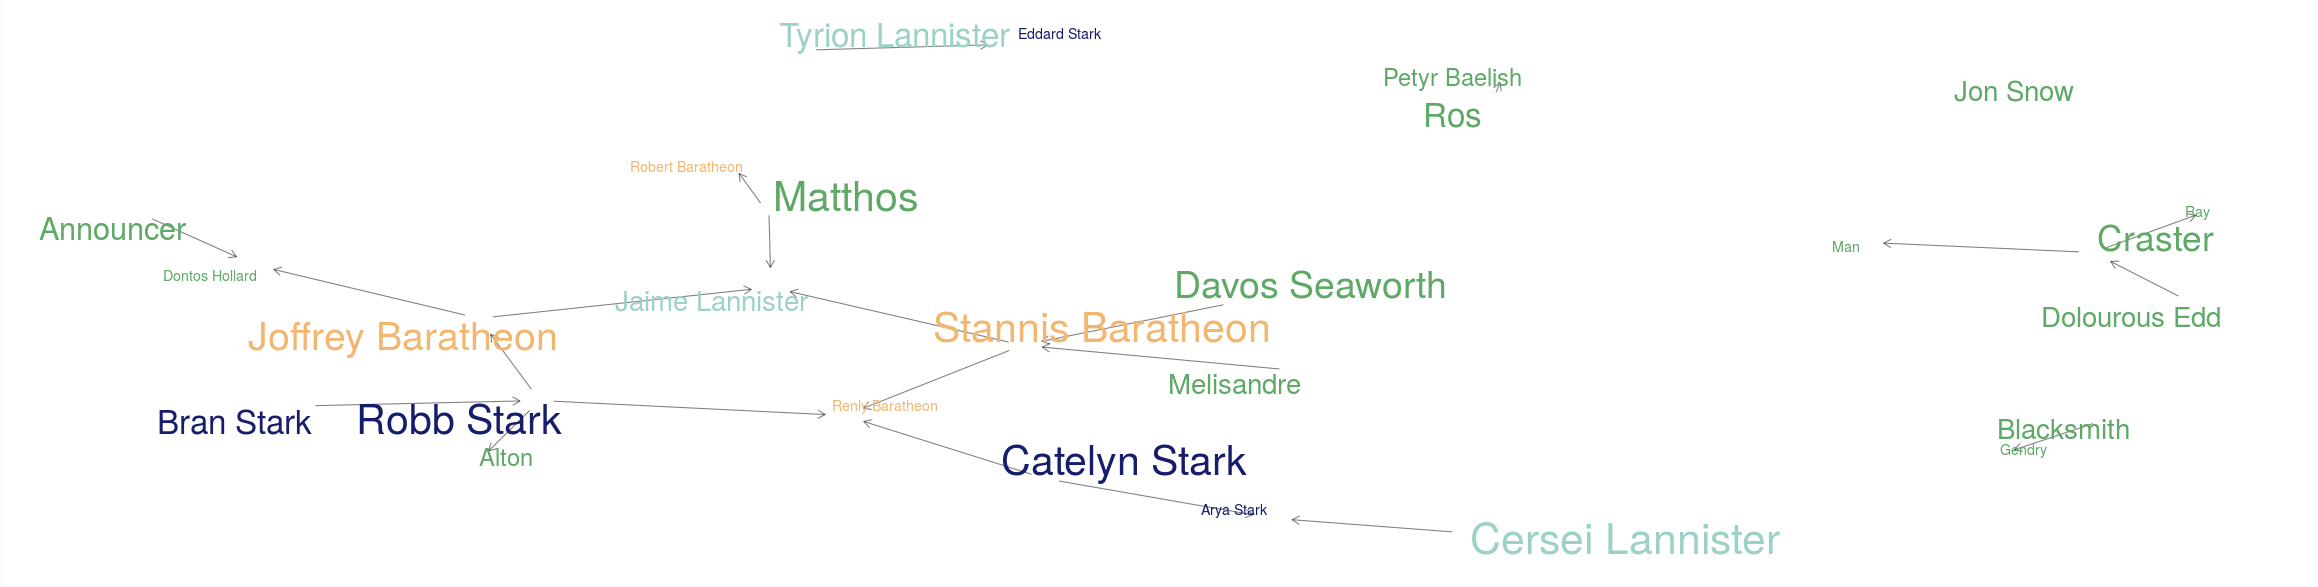 Tyrion Lannister
Eddard Stark
Petyr Baelish
Jon Snow
Ros
Robert Baratheon
Matthos
Ray
Announcer
Craster
Man
Dontos Hollard
Davos Seaworth
Jaime Lannister
Dolourous Edd
Stannis Baratheon
Joffrey Baratheon
Melisandre
Renly Baratheon
Bran Stark
Robb Stark
Blacksmith
Gendry
Alton
Catelyn Stark
Arya Stark
Cersei Lannister